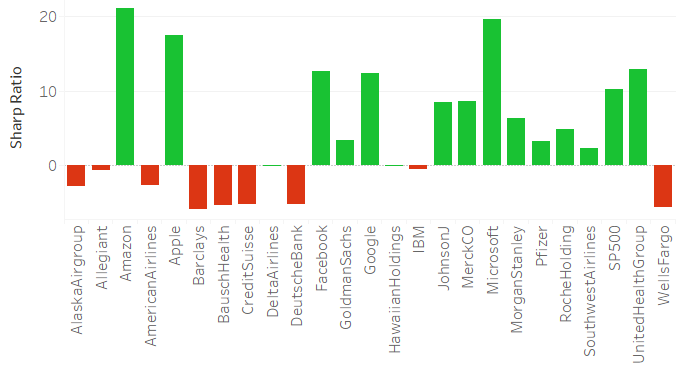 Sharp Ratio
20
10
0
AlaskaAirgroup
Allegiant
Amazon
AmericanAirlines
Apple
Barclays
BauschHealth
CreditSuisse
DeltaAirlines
DeutscheBank
Facebook
GoldmanSachs
Google
HawaiianHoldings
IBM
JohnsonJ
MerckCO
Microsoft
MorganStanley
Pfizer
RocheHolding
SouthwestAirlines
SP500
UnitedHealthGroup
WellsFargo